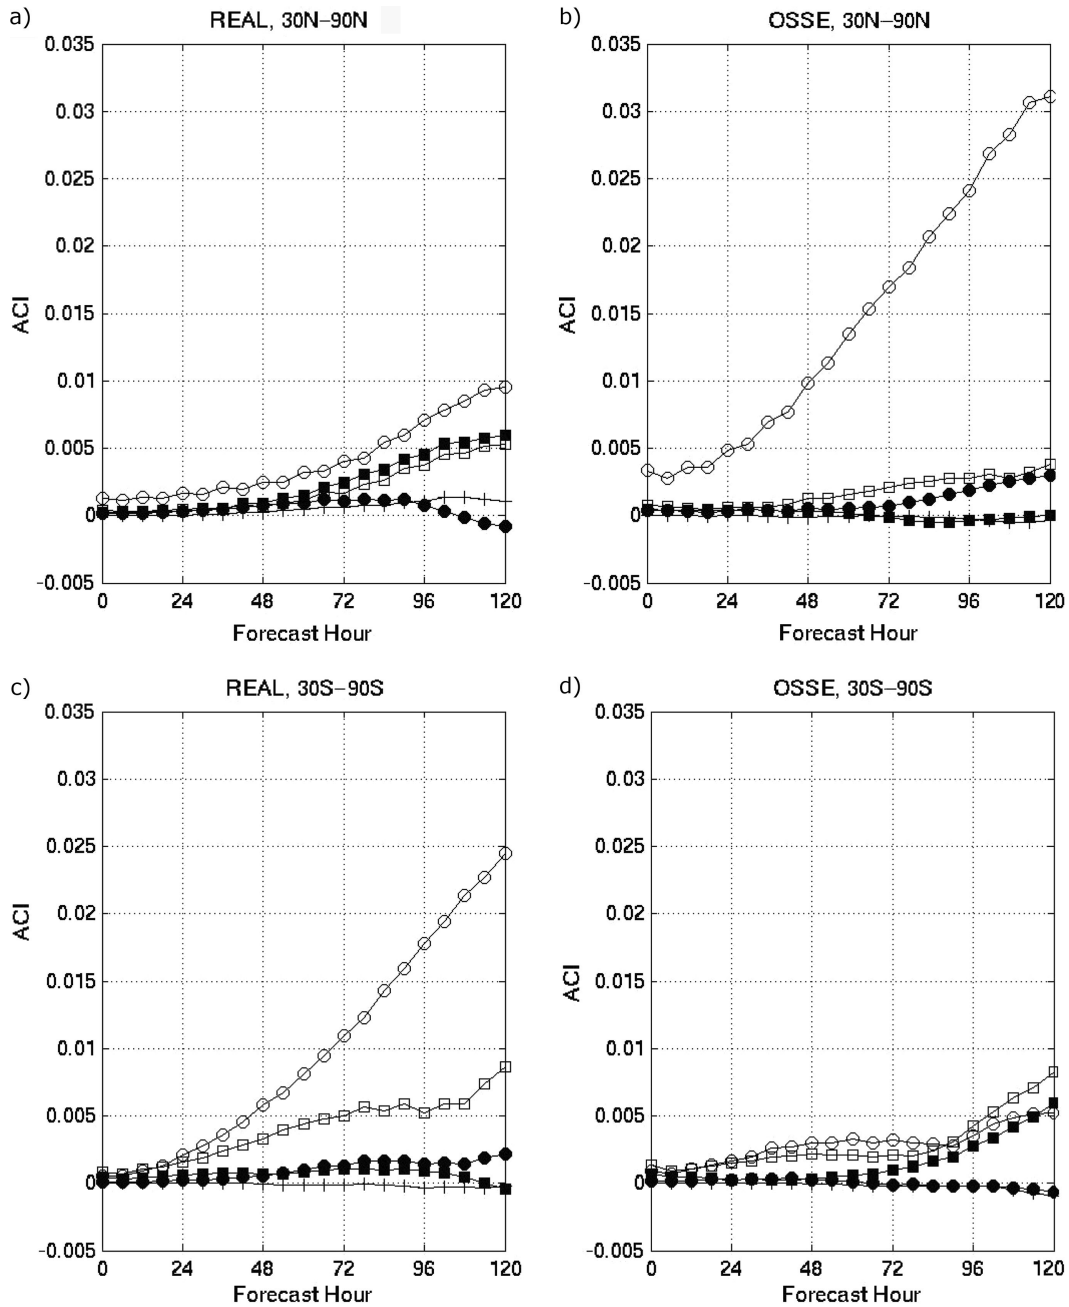 a)
REAL, 30N−90N
0.035
0.03
0.025
0.02
0.015
0.01
0.005
0
−0.005
ACI
0 24 48 72 96 120
Forecast Hour
b)
OSSE, 30N−90N
0.035
0.03
0.025
0.02
0.015
0.01
0.005
0
−0.005
ACI
0 24 48 72 96 120
Forecast Hour
c)
REAL, 30S−90S
0.035
0.03
0.025
0.02
0.015
0.01
0.005
0
−0.005
ACI
0 24 48 72 96 120
Forecast Hour
d)
OSSE, 30S−90S
0.035
0.03
0.025
0.02
0.015
0.01
0.005
0
−0.005
ACI
0 24 48 72 96 120
Forecast Hour